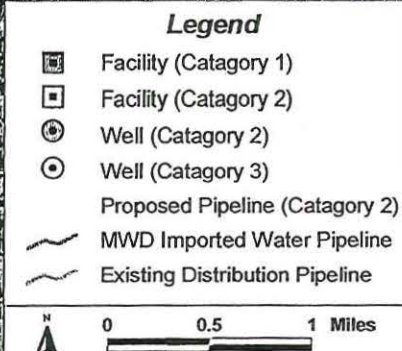 Legend
Facility (Catagory 1)
Facility (Catagory 2)
Well (Catagory 2)
Well (Catagory 3)
Proposed Pipeline (Catagory 2)
MWD Imported Water Pipeline
Existing Distribution Pipeline
N
0 0.5 1 Miles